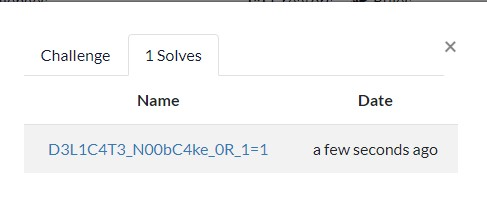 Challenge
1 Solves
×
Name
Date
D3L1C4T3_N00bC4ke_0R_1=1
a few seconds ago